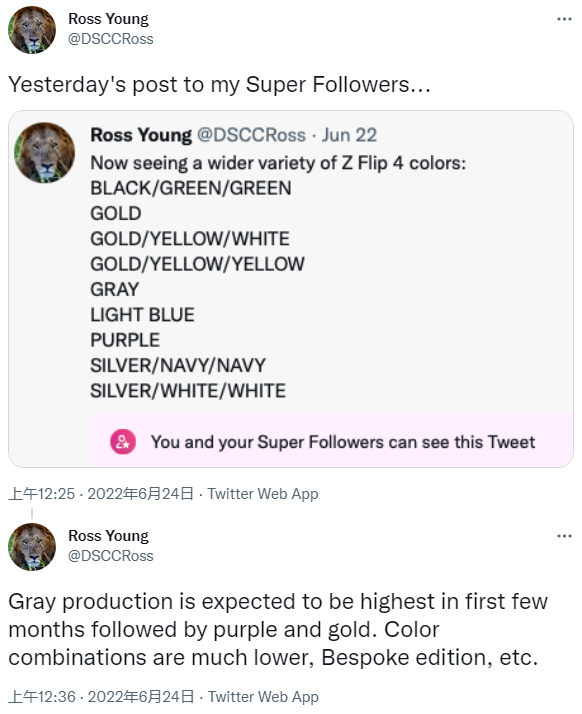 Ross Young
@DSCCRoss
Yesterday's post to my Super Followers...
Ross Young @DSCCRoss · Jun 22
Now seeing a wider variety of Z Flip 4 colors:
BLACK/GREEN/GREEN
GOLD
GOLD/YELLOW/WHITE
GOLD/YELLOW/YELLOW
GRAY
LIGHT BLUE
PURPLE
SILVER/NAVY/NAVY
SILVER/WHITE/WHITE
You and your Super Followers can see this Tweet
上午12:25 · 2022年6月24日 · Twitter Web App
Ross Young
@DSCCRoss
Gray production is expected to be highest in first few
months followed by purple and gold. Color
combinations are much lower, Bespoke edition, etc.
上午12:36 · 2022年6月24日 · Twitter Web App